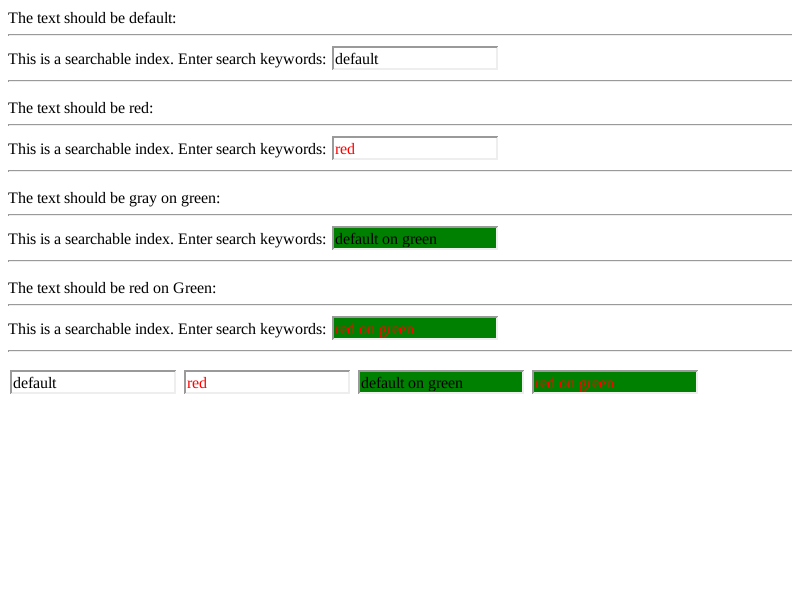 The text should be default:
This is a searchable index. Enter search keywords: default
The text should be red:
This is a searchable index. Enter search keywords: red
The text should be gray on green:
This is a searchable index. Enter search keywords: default on green
The text should be red on Green:
This is a searchable index. Enter search keywords: red on green
default red default on green red on green